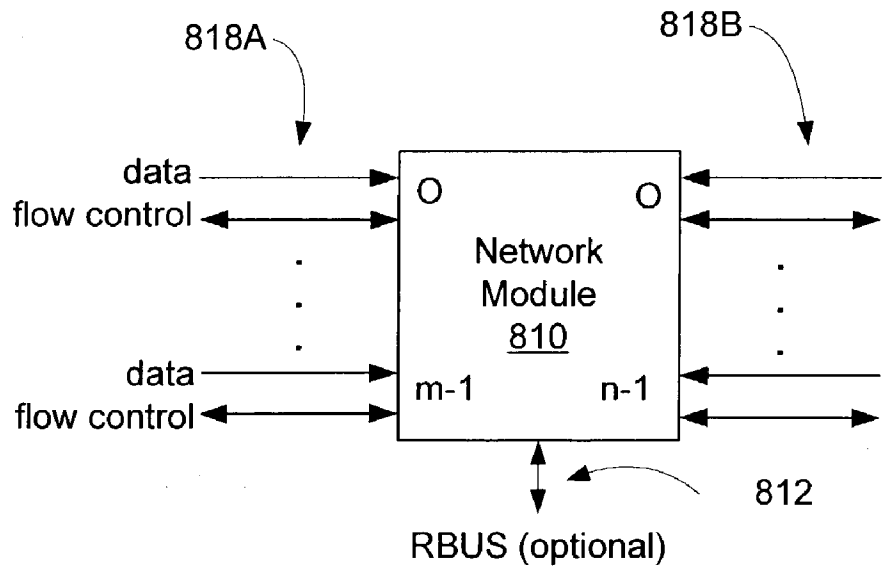 818A
818B
data
flow control
O
O
Network
Module
810
data
flow control
m-1
n-1
812
RBUS (optional)